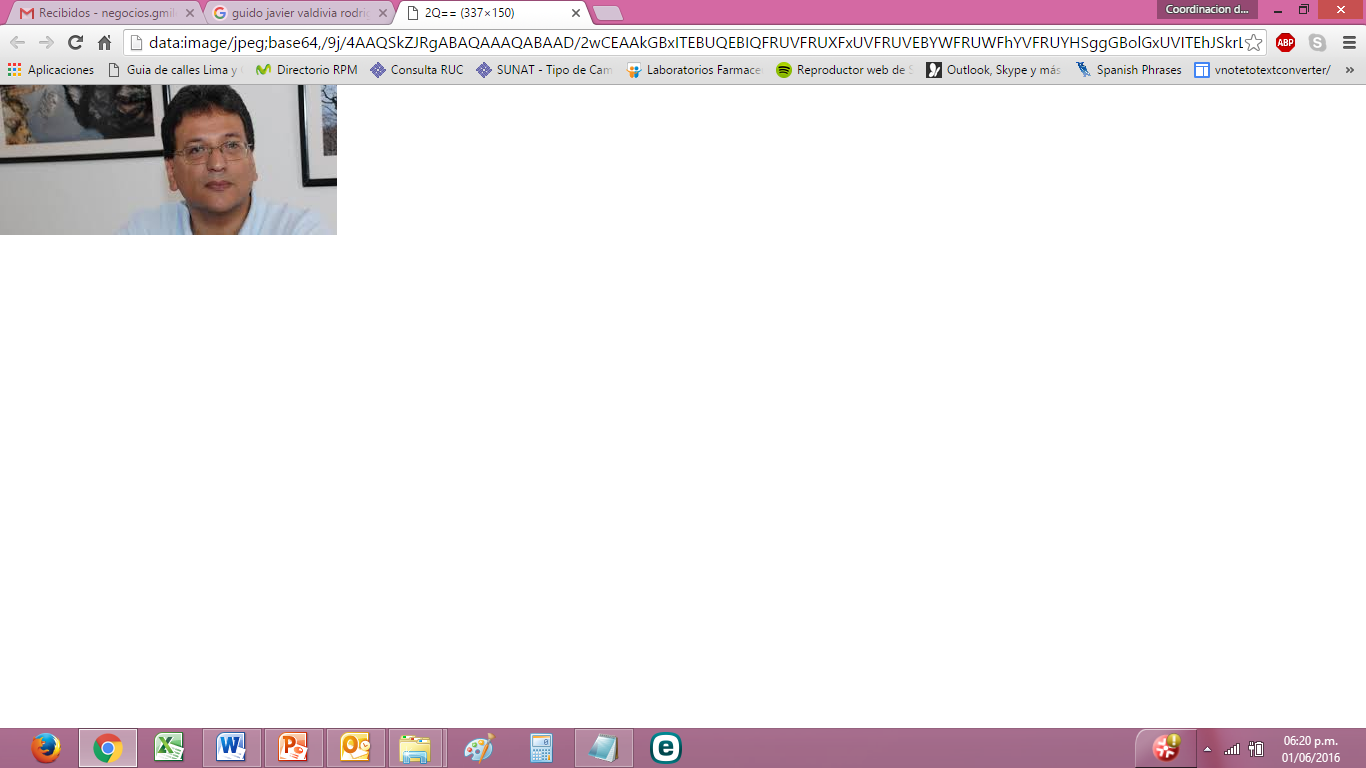 Recibidos - negocios.gmi
guido javier valdivia rodri
2Q== (337×150)
Coordinacion d...
data:image/jpeg;base64,/9j/4AAQSkZJRgABAQAAAQABAAD/2wCEAAkGBxITEBUQEBIQFRUVFRUXFxUVFRUVEBYWFRUWFhYVFRUYHSggGBolGxUVITEhJSkrL
ABP
Aplicaciones
Guia de calles Lima y
Directorio RPM
Consulta RUC
SUNAT - Tipo de Cam
Laboratorios Farmace
Reproductor web de S
Outlook, Skype y más
Spanish Phrases
vnotetotextconverter/
»
06:20 p.m.
01/06/2016